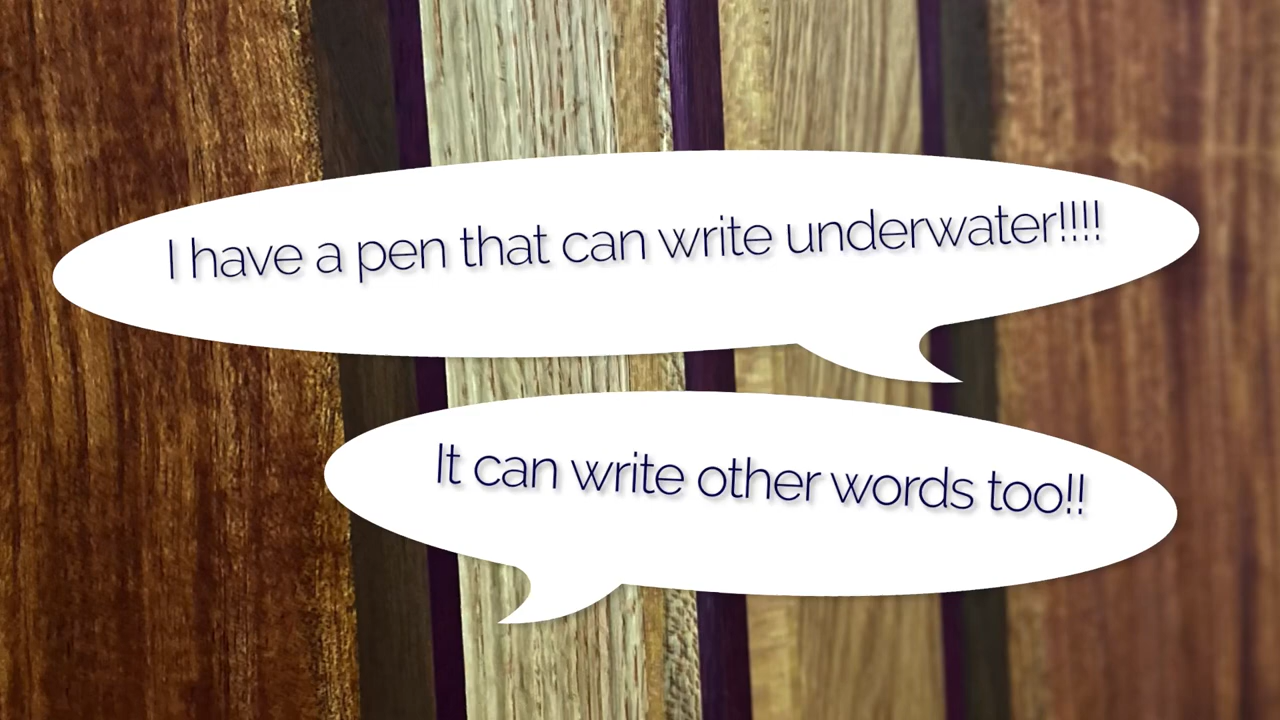 I have a pen that can write underwater!!!!
It can write other words too!!